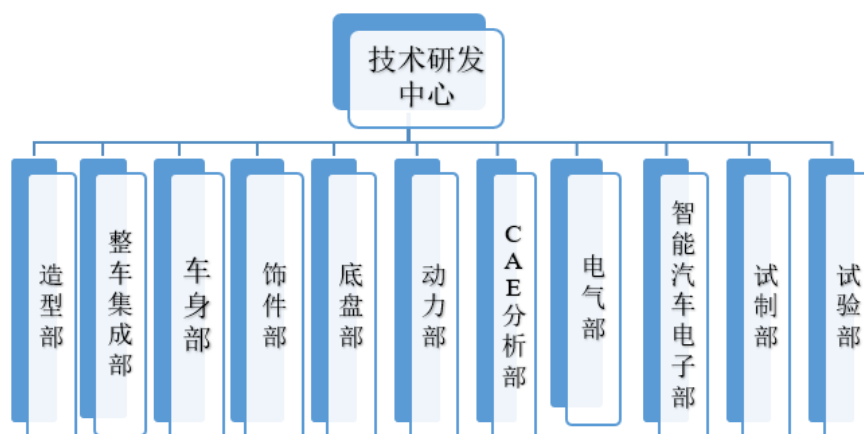 技术研发
中心
造型部
整车集成部
车身部
饰件部
底盘部
动力部
CAE分析部
电气部
智能汽车电子部
试制部
试验部